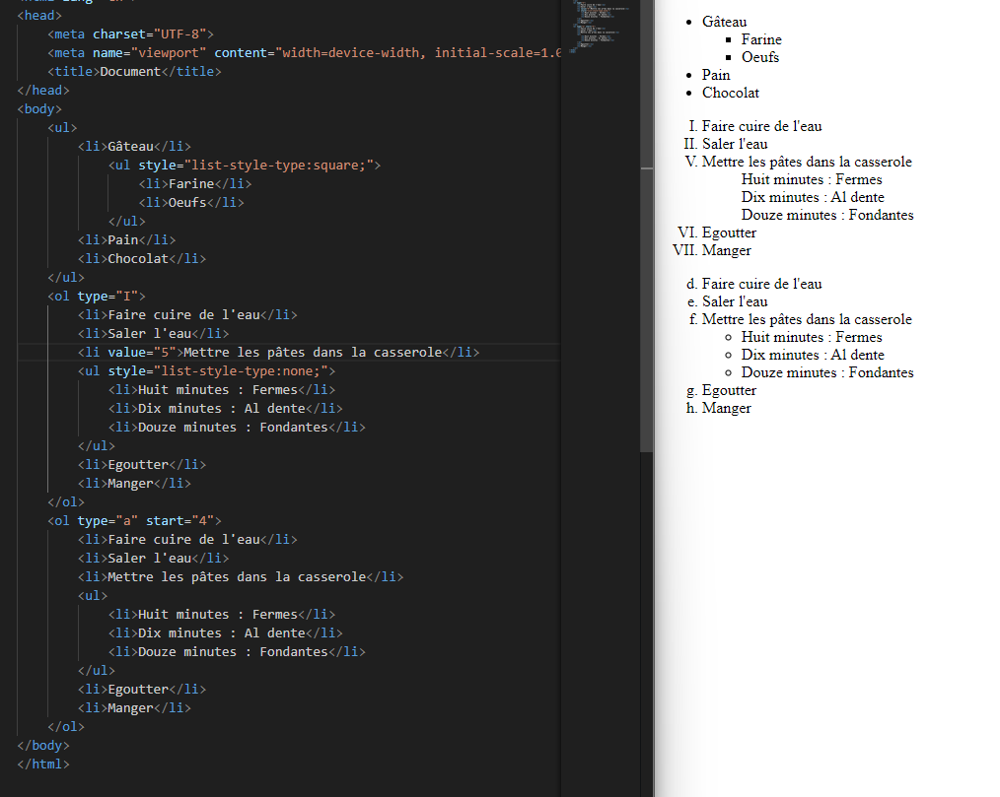 <head>
<meta charset="UTF-8">
<meta name="viewport" content="width=device-width, initial-scale=1.0
<title>Document</title>
</head>
<body>
<ul>
<li>Gâteau</li>
<ul style="list-style-type:square;">
<li>Farine</li>
<li>Oeufs</li>
</ul>
<li>Pain</li>
<li>Chocolat</li>
</ul>
<ol type="I">
<li>Faire cuire de l'eau</li>
<li>Saler l'eau</li>
<li value="5">Mettre les pâtes dans la casserole</li>
<ul style="list-style-type:none;">
<li>Huit minutes : Fermes</li>
<li>Dix minutes : Al dente</li>
<li>Douze minutes : Fondantes</li>
</ul>
<li>Egoutter</li>
<li>Manger</li>
</ol>
<ol type="a" start="4">
<li>Faire cuire de l'eau</li>
<li>Saler l'eau</li>
<li>Mettre les pâtes dans la casserole</li>
<ul>
<li>Huit minutes : Fermes</li>
<li>Dix minutes : Al dente</li>
<li>Douze minutes : Fondantes</li>
</ul>
<li>Egoutter</li>
<li>Manger</li>
</ol>
</body>
</html>
• Gâteau
▪ Farine
▪ Oeufs
• Pain
• Chocolat
I. Faire cuire de l'eau
II. Saler l'eau
V. Mettre les pâtes dans la casserole
Huit minutes : Fermes
Dix minutes : Al dente
Douze minutes : Fondantes
VI. Egoutter
VII. Manger
d. Faire cuire de l'eau
e. Saler l'eau
f. Mettre les pâtes dans la casserole
◦ Huit minutes : Fermes
◦ Dix minutes : Al dente
◦ Douze minutes : Fondantes
g. Egoutter
h. Manger